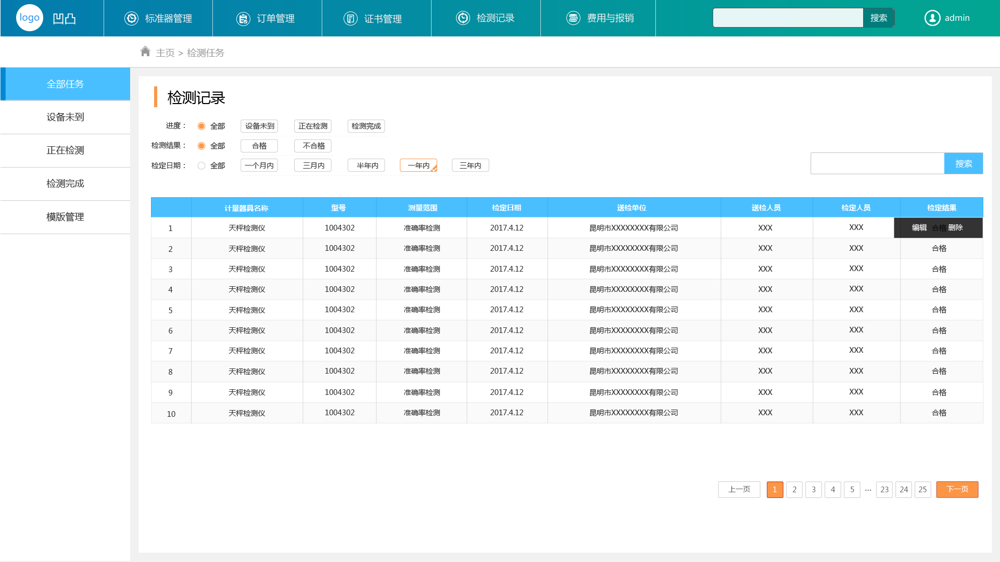 logo 凹凸 标准器管理 订单管理 证书管理 检测记录 费用与报销 搜索 admin
主页 > 检测任务
全部任务
设备未到
正在检测
检测完成
模版管理
检测记录
进度： 全部 设备未到 正在检测 检测完成
检测结果： 全部 合格 不合格
检定日期： 全部 一个月内 三月内 半年内 一年内 三年内
搜索
计量器具名称 型号 测量范围 检定日期 送检单位 送检人员 检定人员 检定结果
1 天枰检测仪 1004302 准确率检测 2017.4.12 昆明市XXXXXXXX有限公司 XXX XXX 编辑 合格 删除
2 天枰检测仪 1004302 准确率检测 2017.4.12 昆明市XXXXXXXX有限公司 XXX XXX 合格
3 天枰检测仪 1004302 准确率检测 2017.4.12 昆明市XXXXXXXX有限公司 XXX XXX 合格
4 天枰检测仪 1004302 准确率检测 2017.4.12 昆明市XXXXXXXX有限公司 XXX XXX 合格
5 天枰检测仪 1004302 准确率检测 2017.4.12 昆明市XXXXXXXX有限公司 XXX XXX 合格
6 天枰检测仪 1004302 准确率检测 2017.4.12 昆明市XXXXXXXX有限公司 XXX XXX 合格
7 天枰检测仪 1004302 准确率检测 2017.4.12 昆明市XXXXXXXX有限公司 XXX XXX 合格
8 天枰检测仪 1004302 准确率检测 2017.4.12 昆明市XXXXXXXX有限公司 XXX XXX 合格
9 天枰检测仪 1004302 准确率检测 2017.4.12 昆明市XXXXXXXX有限公司 XXX XXX 合格
10 天枰检测仪 1004302 准确率检测 2017.4.12 昆明市XXXXXXXX有限公司 XXX XXX 合格
上一页 1 2 3 4 5 ··· 23 24 25 下一页